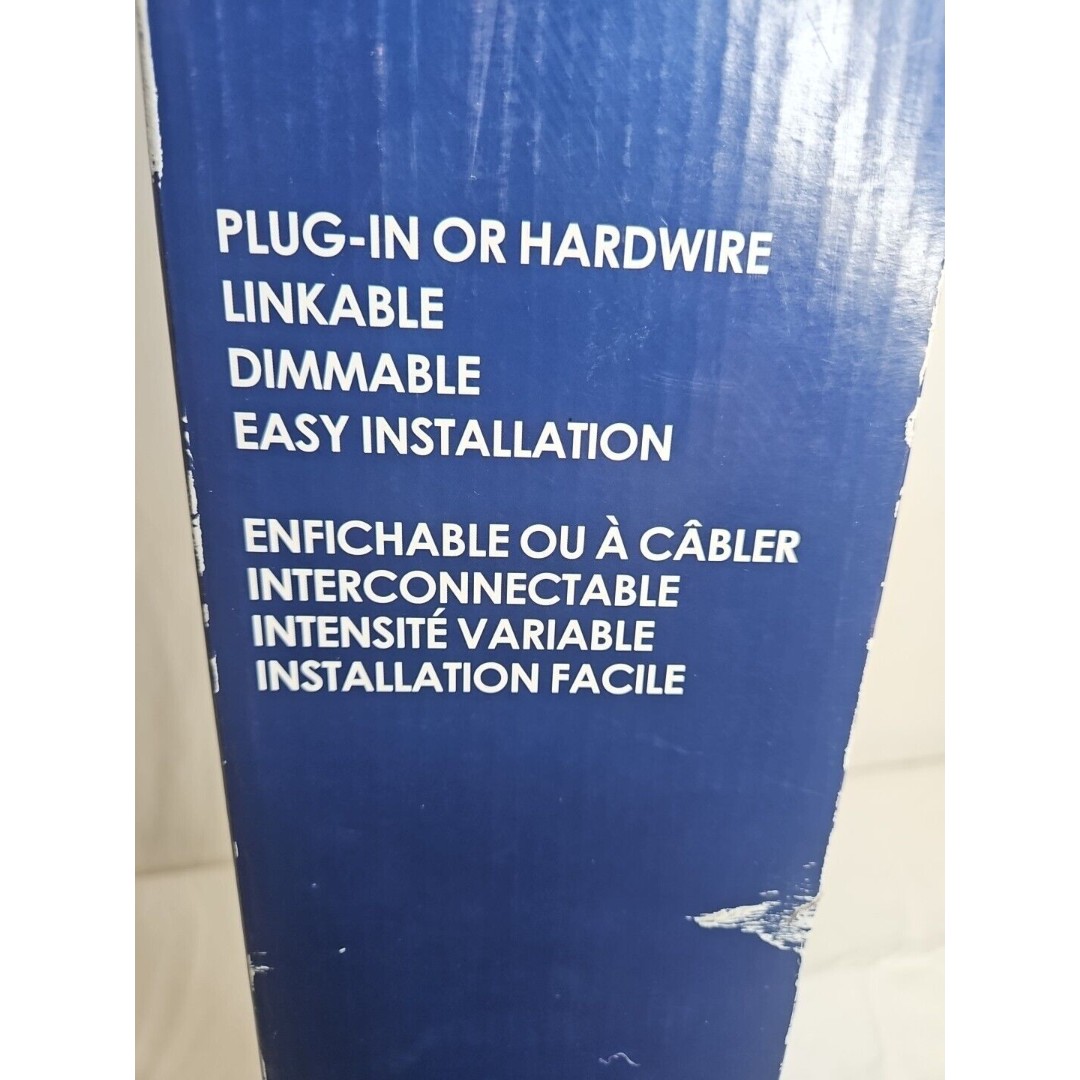 PLUG-IN OR HARDWIRE
LINKABLE
DIMMABLE
EASY INSTALLATION
ENFICHABLE OU À CÂBLER
INTERCONNECTABLE
INTENSITÉ VARIABLE
INSTALLATION FACILE